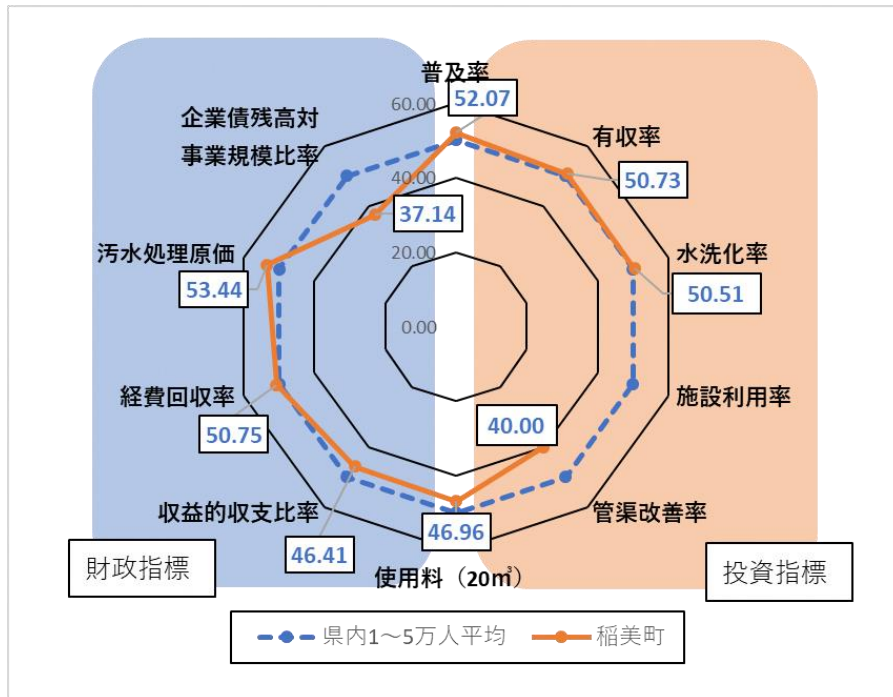 普及率
60.00
52.07
企業債残高対
事業規模比率
有収率
50.73
40.00
37.14
汚水処理原価
53.44
水洗化率
50.51
20.00
0.00
経費回収率
50.75
施設利用率
40.00
収益的収支比率
46.41
管渠改善率
46.96
使用料（20㎥）
財政指標
投資指標
県内1～5万人平均
稲美町